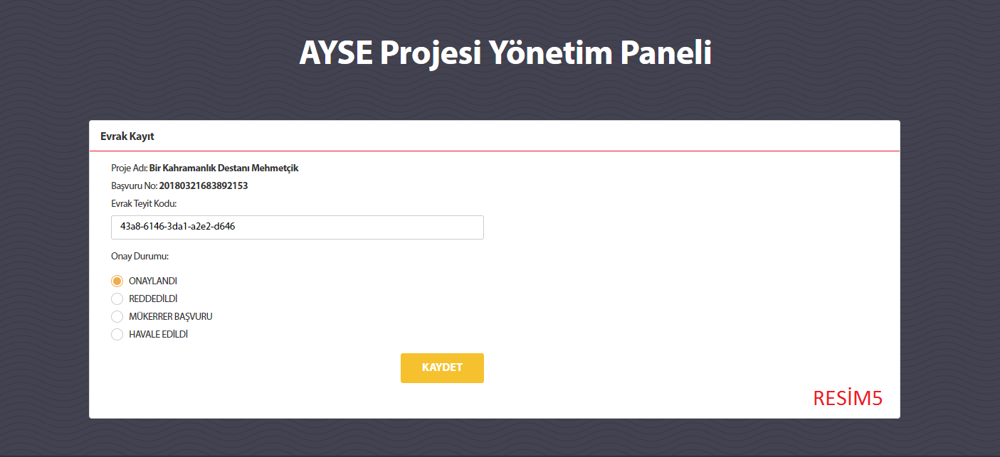 AYSE Projesi Yönetim Paneli
Evrak Kayıt
Proje Adı: Bir Kahramanlık Destanı Mehmetçik
Başvuru No: 20180321683892153
Evrak Teyit Kodu:
43a8-6146-3da1-a2e2-d646
Onay Durumu:
ONAYLANDI
REDDEDİLDİ
MÜKERRER BAŞVURU
HAVALE EDİLDİ
KAYDET
RESİM5